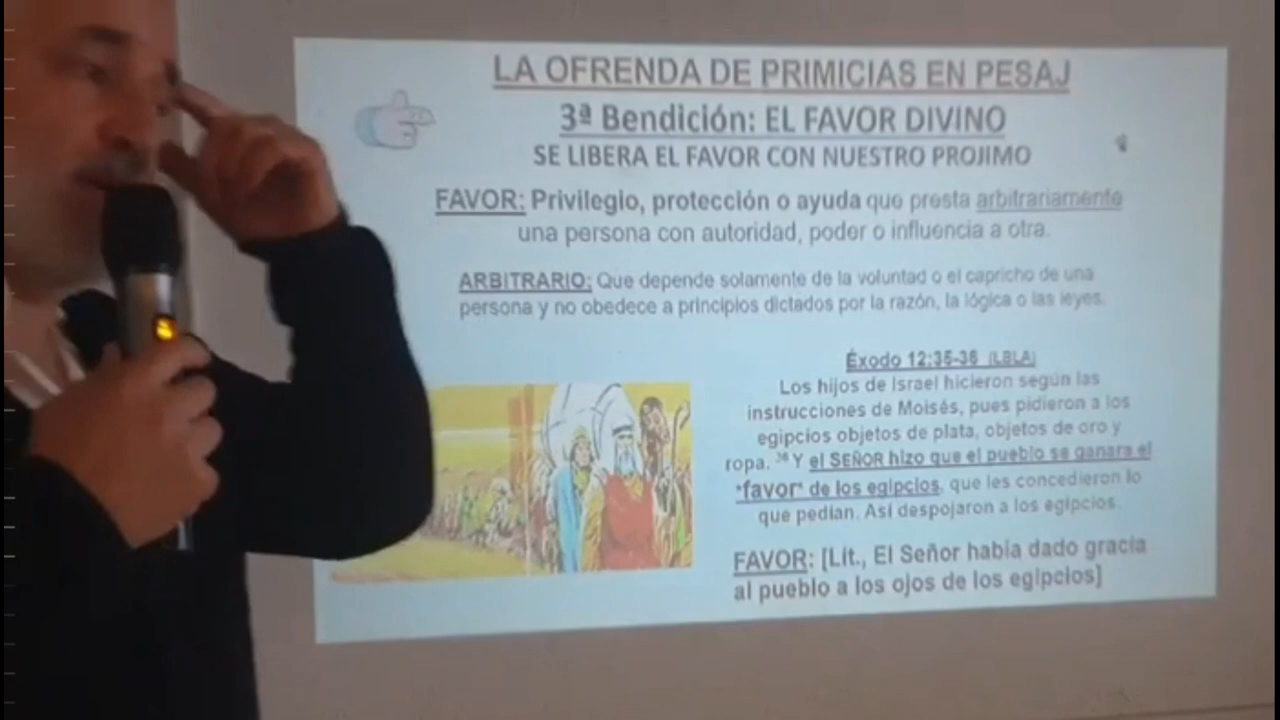 LA OFRENDA DE PRIMICIAS EN PESAJ
3ª Bendición: EL FAVOR DIVINO
SE LIBERA EL FAVOR CON NUESTRO PROJIMO
FAVOR: Privilegio, protección o ayuda que presta arbitrariamente
una persona con autoridad, poder o influencia a otra.
ARBITRARIO: Que depende solamente de la voluntad o el capricho de una
persona y no obedece a principios dictados por la razón, la lógica o las leyes.
Éxodo 12:35-36 (LBLA)
Los hijos de Israel hicieron según las
instrucciones de Moisés, pues pidieron a los
egipcios objetos de plata, objetos de oro y
ropa. 36 Y el SEÑOR hizo que el pueblo se ganara el
*favor* de los egipcios, que les concedieron lo
que pedían. Así despojaron a los egipcios.
FAVOR: [Lit., El Señor había dado gracia
al pueblo a los ojos de los egipcios]